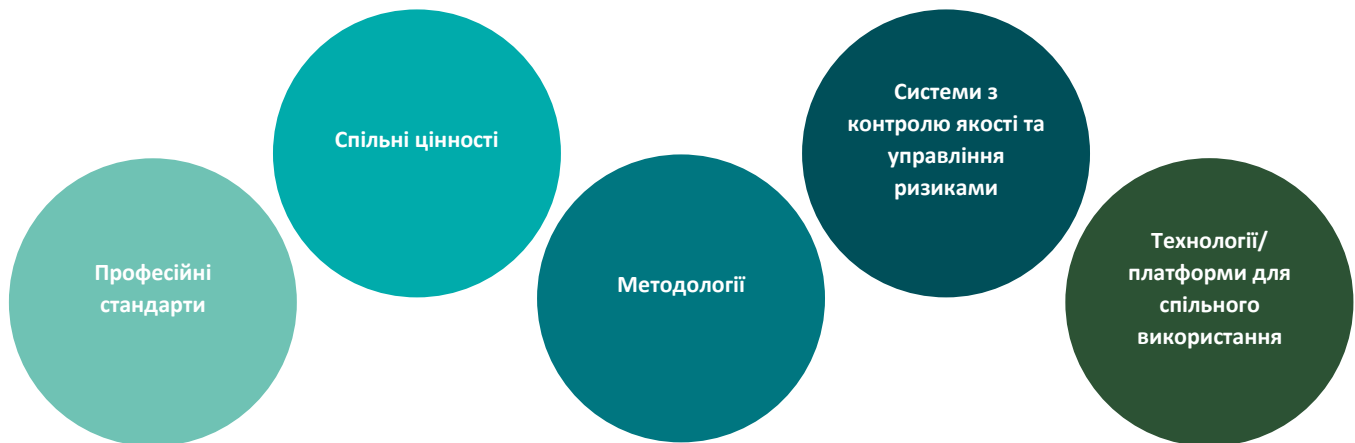 Професійні
стандарти
Спільні цінності
Методології
Системи з
контролю якості та
управління
ризиками
Технології/
платформи для
спільного
використання